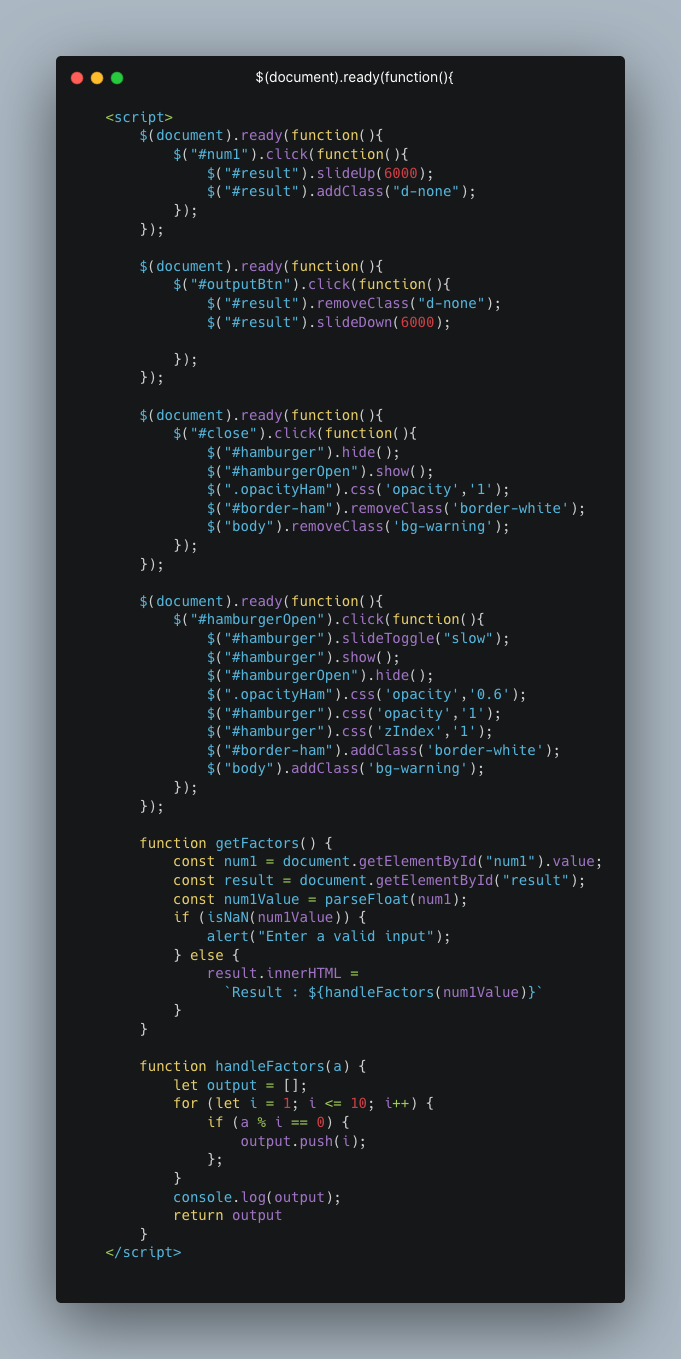 $(document).ready(function(){
<script>
    $(document).ready(function(){
        $("#num1").click(function(){
            $("#result").slideUp(6000);
            $("#result").addClass("d-none");
        });
    });

    $(document).ready(function(){
        $("#outputBtn").click(function(){
            $("#result").removeClass("d-none");
            $("#result").slideDown(6000);

        });
    });

    $(document).ready(function(){
        $("#close").click(function(){
            $("#hamburger").hide();
            $("#hamburgerOpen").show();
            $(".opacityHam").css('opacity','1');
            $("#border-ham").removeClass('border-white');
            $("body").removeClass('bg-warning');
        });
    });

    $(document).ready(function(){
        $("#hamburgerOpen").click(function(){
            $("#hamburger").slideToggle("slow");
            $("#hamburger").show();
            $("#hamburgerOpen").hide();
            $(".opacityHam").css('opacity','0.6');
            $("#hamburger").css('opacity','1');
            $("#hamburger").css('zIndex','1');
            $("#border-ham").addClass('border-white');
            $("body").addClass('bg-warning');
        });
    });

    function getFactors() {
        const num1 = document.getElementById("num1").value;
        const result = document.getElementById("result");
        const num1Value = parseFloat(num1);
        if (isNaN(num1Value)) {
            alert("Enter a valid input");
        } else {
            result.innerHTML =
              `Result : ${handleFactors(num1Value)}`
        }
    }

    function handleFactors(a) {
        let output = [];
        for (let i = 1; i <= 10; i++) {
            if (a % i == 0) {
                output.push(i);
            };
        }
        console.log(output);
        return output
    }
</script>